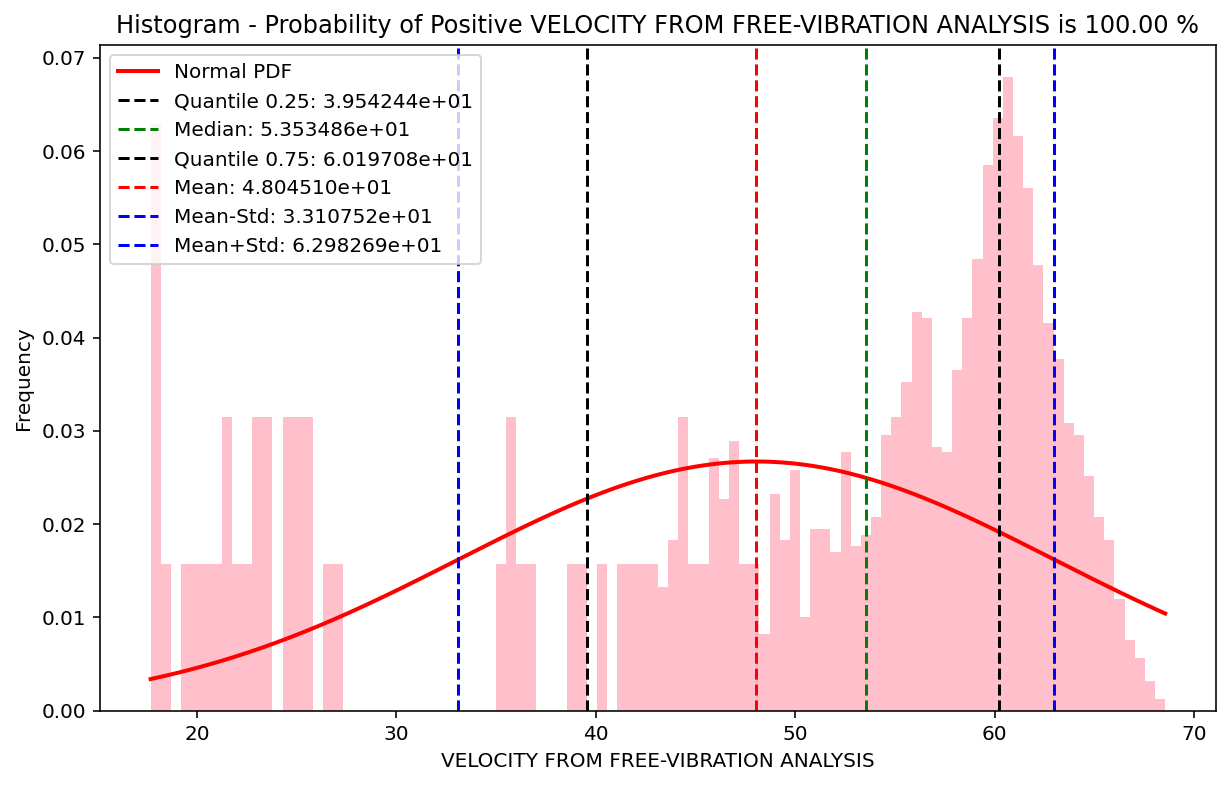 Histogram - Probability of Positive VELOCITY FROM FREE-VIBRATION ANALYSIS is 100.00 %
Normal PDF
Quantile 0.25: 3.954244e+01
Median: 5.353486e+01
Quantile 0.75: 6.019708e+01
Mean: 4.804510e+01
Mean-Std: 3.310752e+01
Mean+Std: 6.298269e+01
Frequency
0.07
0.06
0.05
0.04
0.03
0.02
0.01
0.00
20 30 40 50 60 70
VELOCITY FROM FREE-VIBRATION ANALYSIS